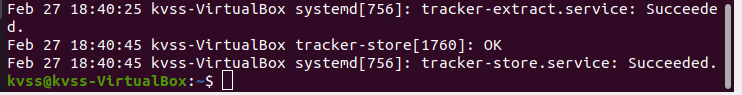 Feb 27 18:40:25 kvss-VirtualBox systemd[756]: tracker-extract.service: Succeede
d.
Feb 27 18:40:45 kvss-VirtualBox tracker-store[1760]: OK
Feb 27 18:40:45 kvss-VirtualBox systemd[756]: tracker-store.service: Succeeded.
kvss@kvss-VirtualBox:~$